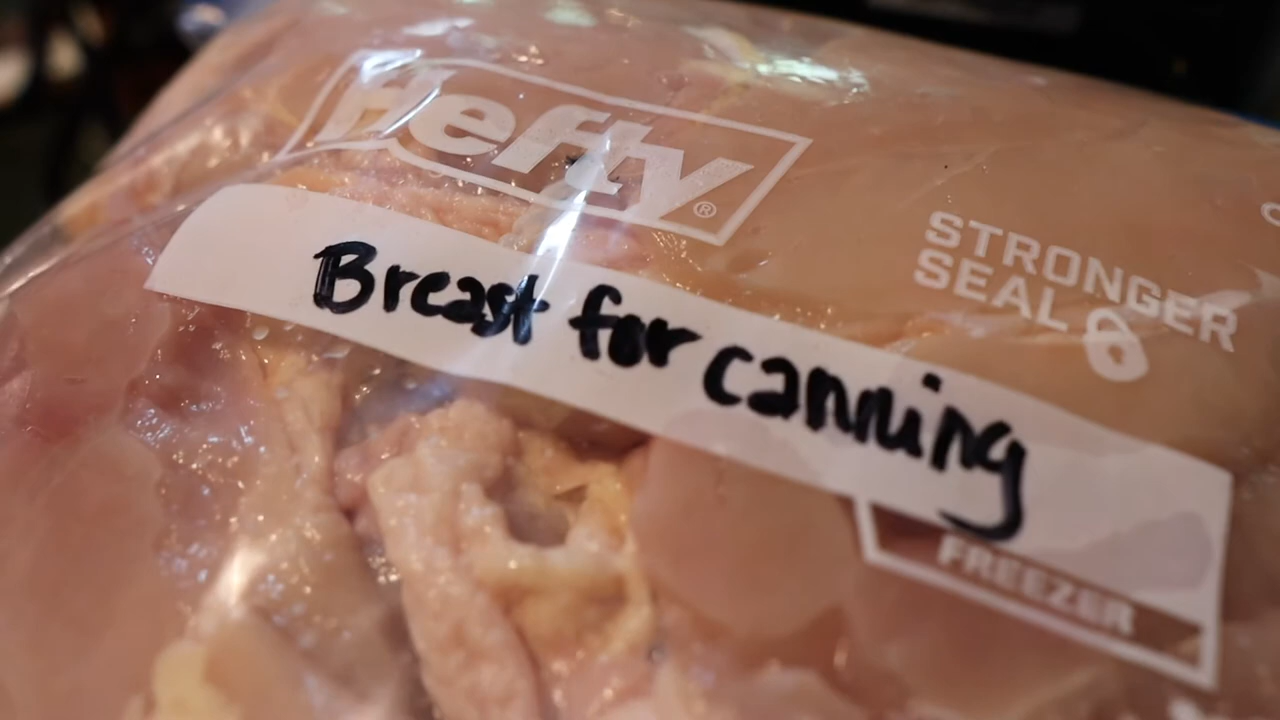 Hefty®
STRONGER
SEAL
Breast for canning
FREEZER